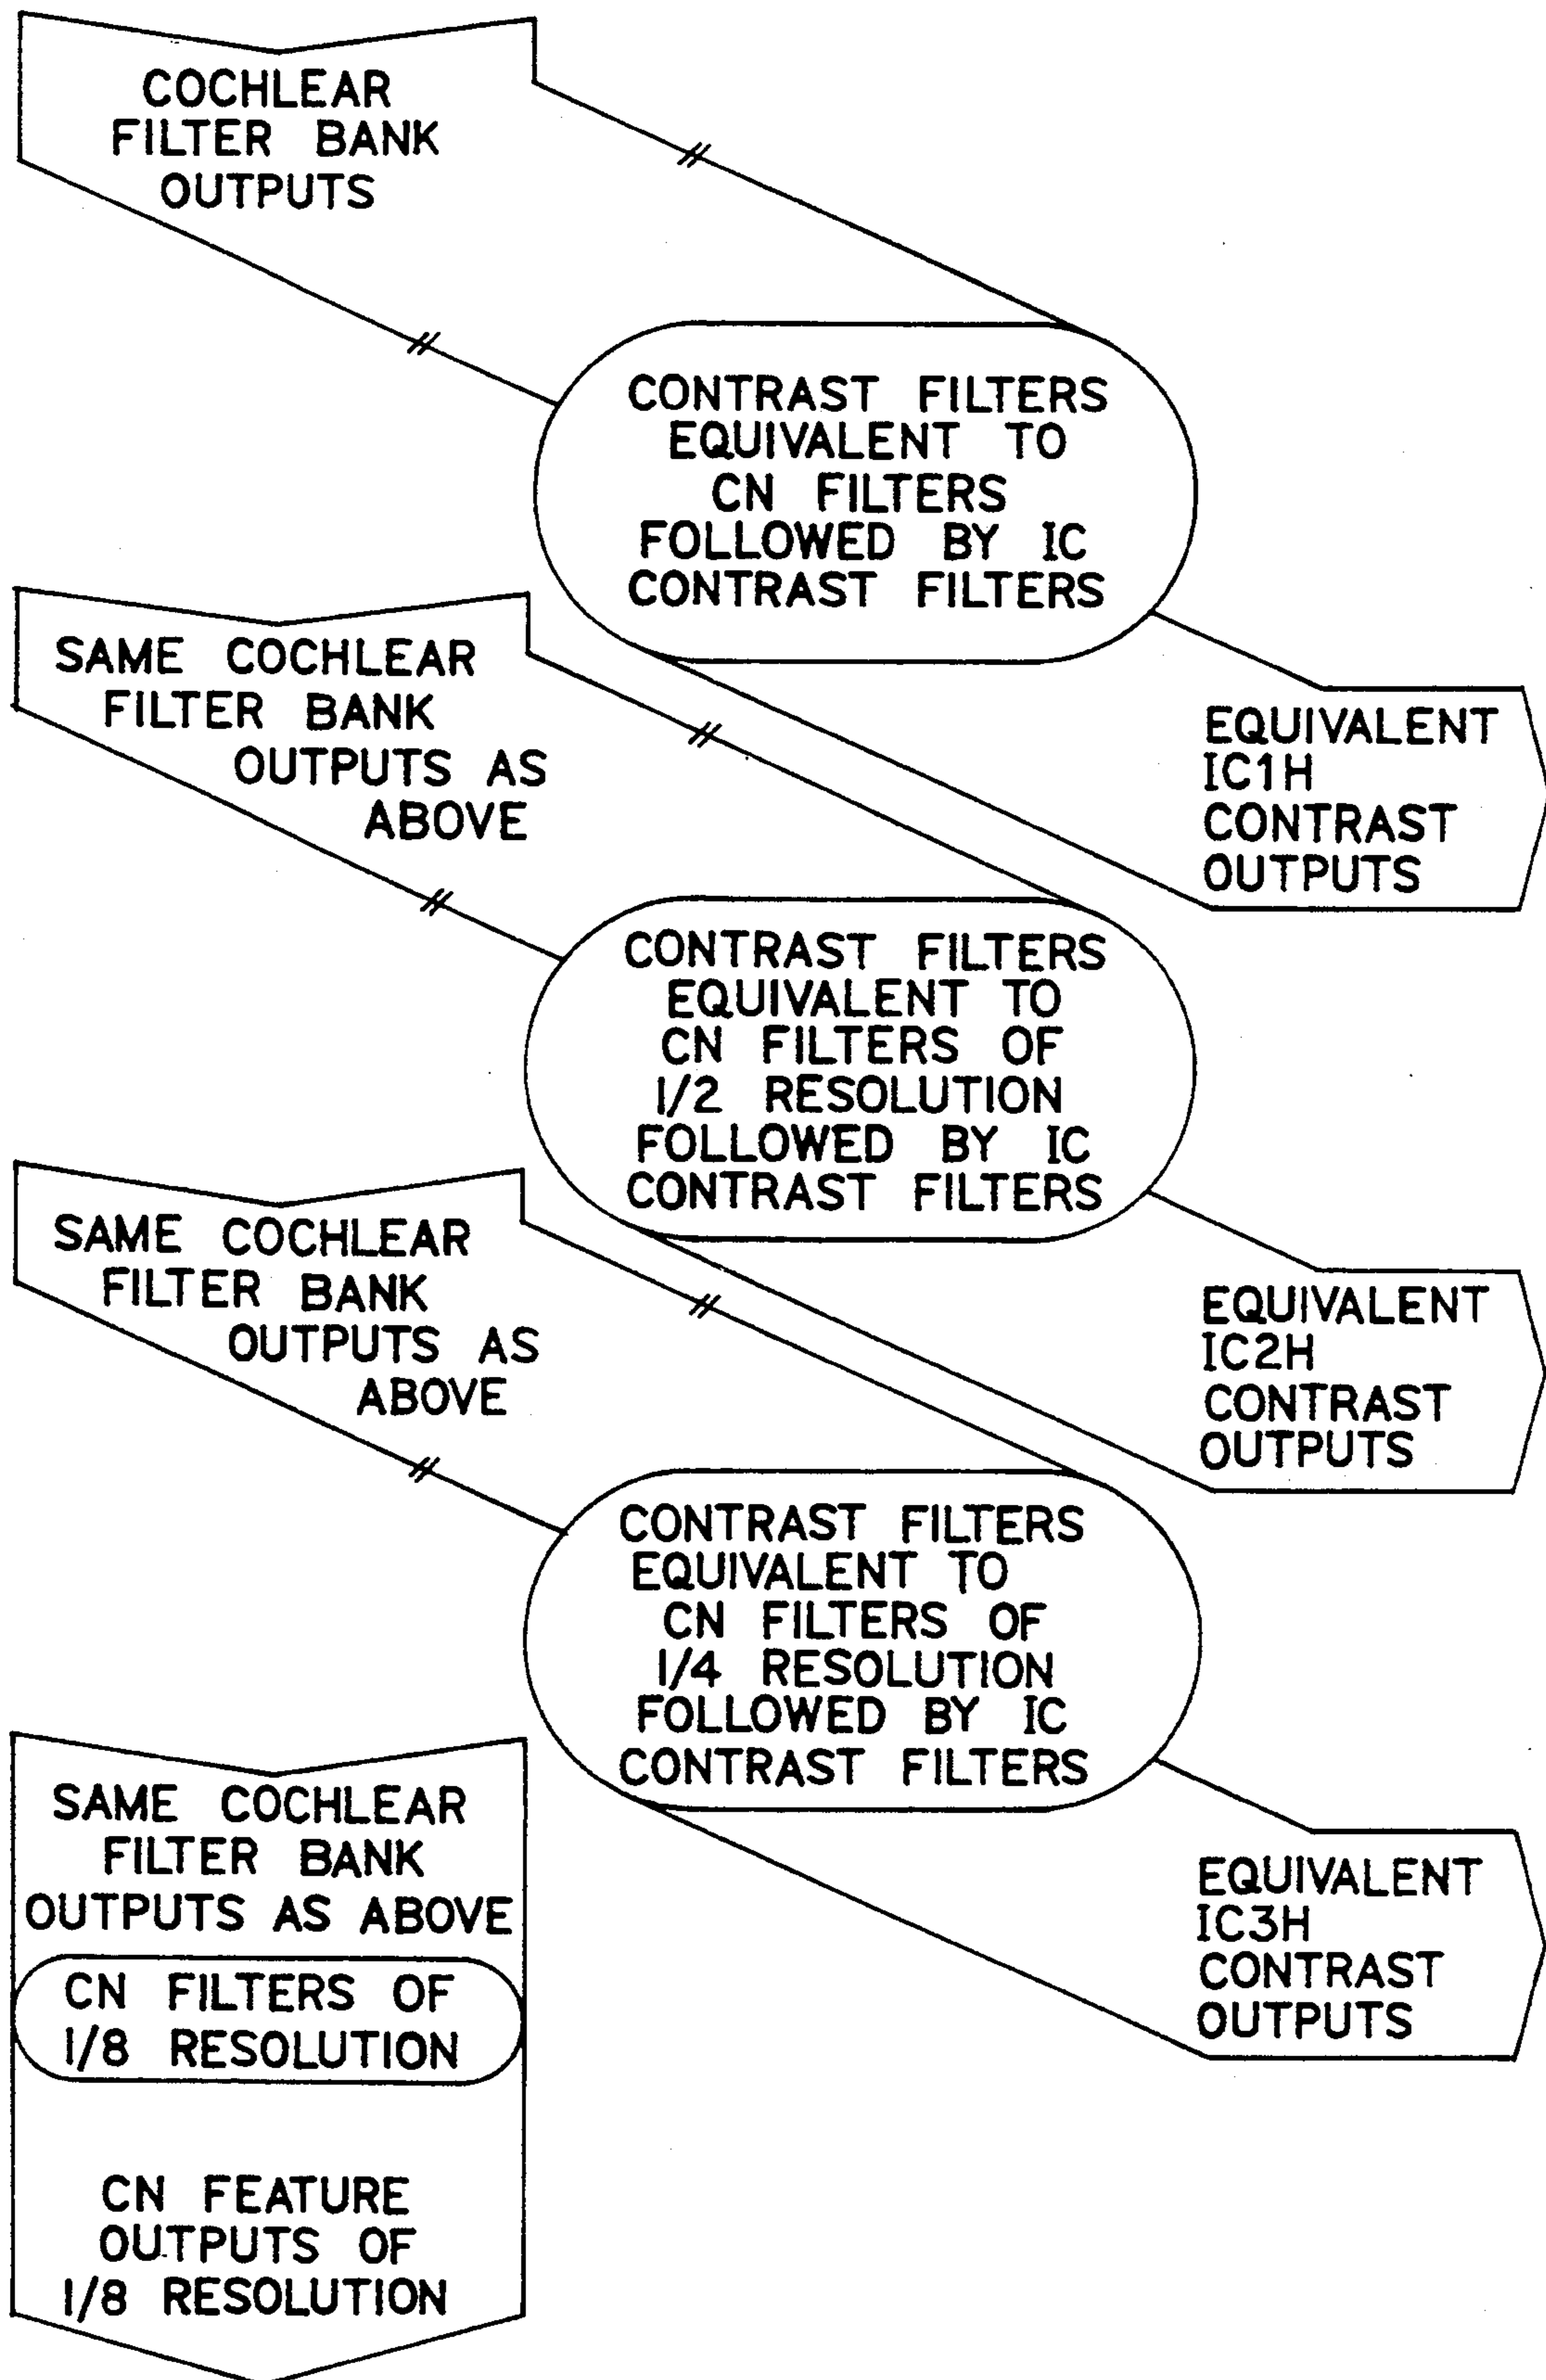 COCHLEAR
FILTER BANK
OUTPUTS
CONTRAST FILTERS
EQUIVALENT TO
CN FILTERS
FOLLOWED BY IC
CONTRAST FILTERS
EQUIVALENT
IC1H
CONTRAST
OUTPUTS
SAME COCHLEAR
FILTER BANK
OUTPUTS AS
ABOVE
CONTRAST FILTERS
EQUIVALENT TO
CN FILTERS OF
1/2 RESOLUTION
FOLLOWED BY IC
CONTRAST FILTERS
EQUIVALENT
IC2H
CONTRAST
OUTPUTS
SAME COCHLEAR
FILTER BANK
OUTPUTS AS
ABOVE
CONTRAST FILTERS
EQUIVALENT TO
CN FILTERS OF
1/4 RESOLUTION
FOLLOWED BY IC
CONTRAST FILTERS
EQUIVALENT
IC3H
CONTRAST
OUTPUTS
SAME COCHLEAR
FILTER BANK
OUTPUTS AS ABOVE
CN FILTERS OF
1/8 RESOLUTION
CN FEATURE
OUTPUTS OF
1/8 RESOLUTION